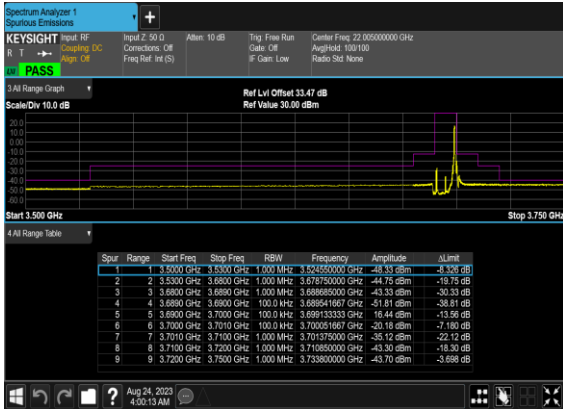 Spectrum Analyzer 1
Spurious Emissions
KEYSIGHT Input: RF Input Z: 50 Ω Atten: 10 dB Trig: Free Run Center Freq: 22.005000000 GHz
R T Coupling: DC Corrections: Off Gate: Off Avg|Hold: 100/100
Align: Off Freq Ref: Int (S) IF Gain: Low Radio Std: None
PASS
3 All Range Graph
Ref Lvl Offset 33.47 dB
Scale/Div 10.0 dB Ref Value 30.00 dBm
20.0
10.0
0.00
-10.0
-20.0
-30.0
-40.0
-50.0
-60.0
Start 3.500 GHz Stop 3.750 GHz
4 All Range Table
Spur Range Start Freq Stop Freq RBW Frequency Amplitude ΔLimit
1 1 3.5000 GHz 3.5300 GHz 1.000 MHz 3.524550000 GHz -48.33 dBm -8.326 dB
2 2 3.5300 GHz 3.6800 GHz 1.000 MHz 3.678750000 GHz -44.75 dBm -19.75 dB
3 3 3.6800 GHz 3.6890 GHz 1.000 MHz 3.688685000 GHz -43.33 dBm -30.33 dB
4 4 3.6890 GHz 3.6900 GHz 100.0 kHz 3.689541667 GHz -51.81 dBm -38.81 dB
5 5 3.6900 GHz 3.7000 GHz 100.0 kHz 3.699133333 GHz 16.44 dBm -13.56 dB
6 6 3.7000 GHz 3.7010 GHz 100.0 kHz 3.700051667 GHz -20.18 dBm -7.180 dB
7 7 3.7010 GHz 3.7100 GHz 1.000 MHz 3.701375000 GHz -35.12 dBm -22.12 dB
8 8 3.7100 GHz 3.7200 GHz 1.000 MHz 3.710850000 GHz -43.30 dBm -18.30 dB
9 9 3.7200 GHz 3.7500 GHz 1.000 MHz 3.733800000 GHz -43.70 dBm -3.698 dB
Aug 24, 2023
4:00:13 AM